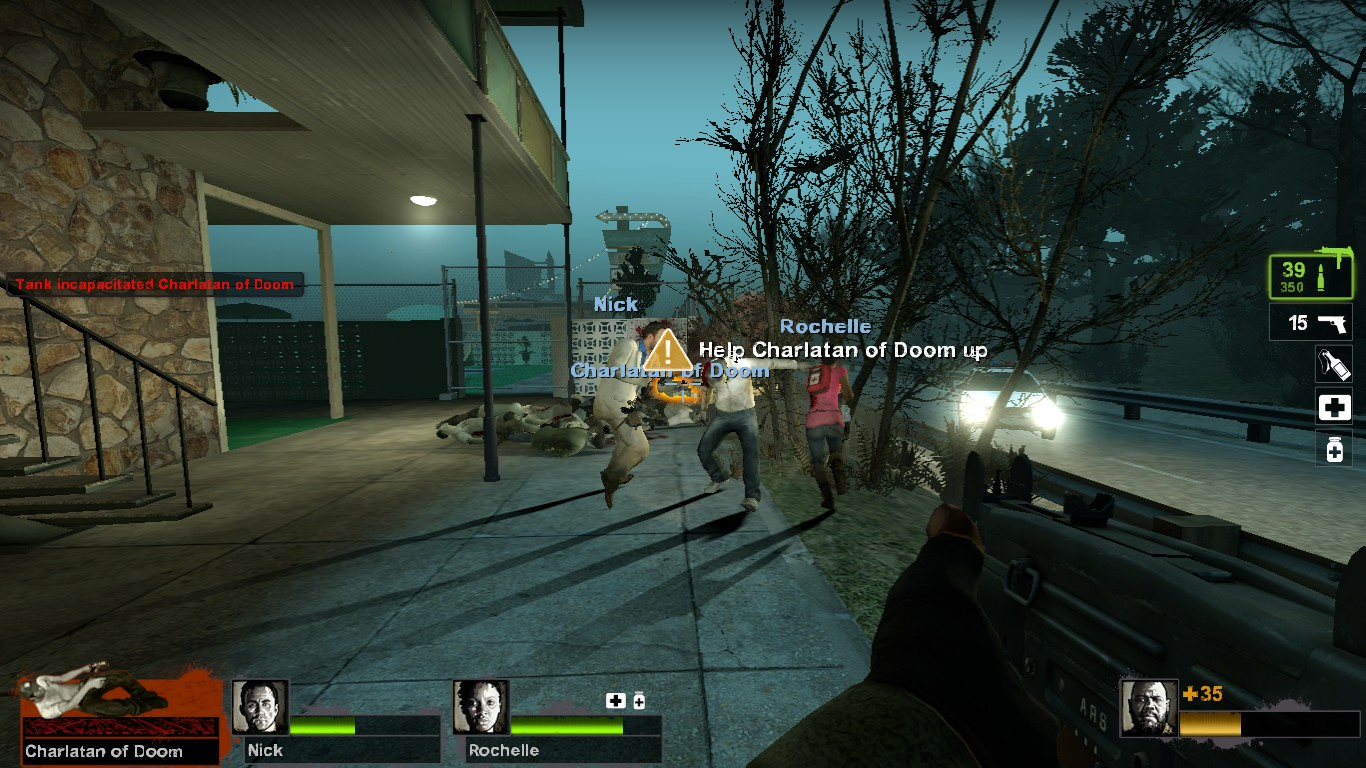 Tank incapacitated Charlatan of Doom
Nick
Rochelle
Help Charlatan of Doom up
Charlatan of Doom
39
350
15
+35
Charlatan of Doom
Nick
Rochelle